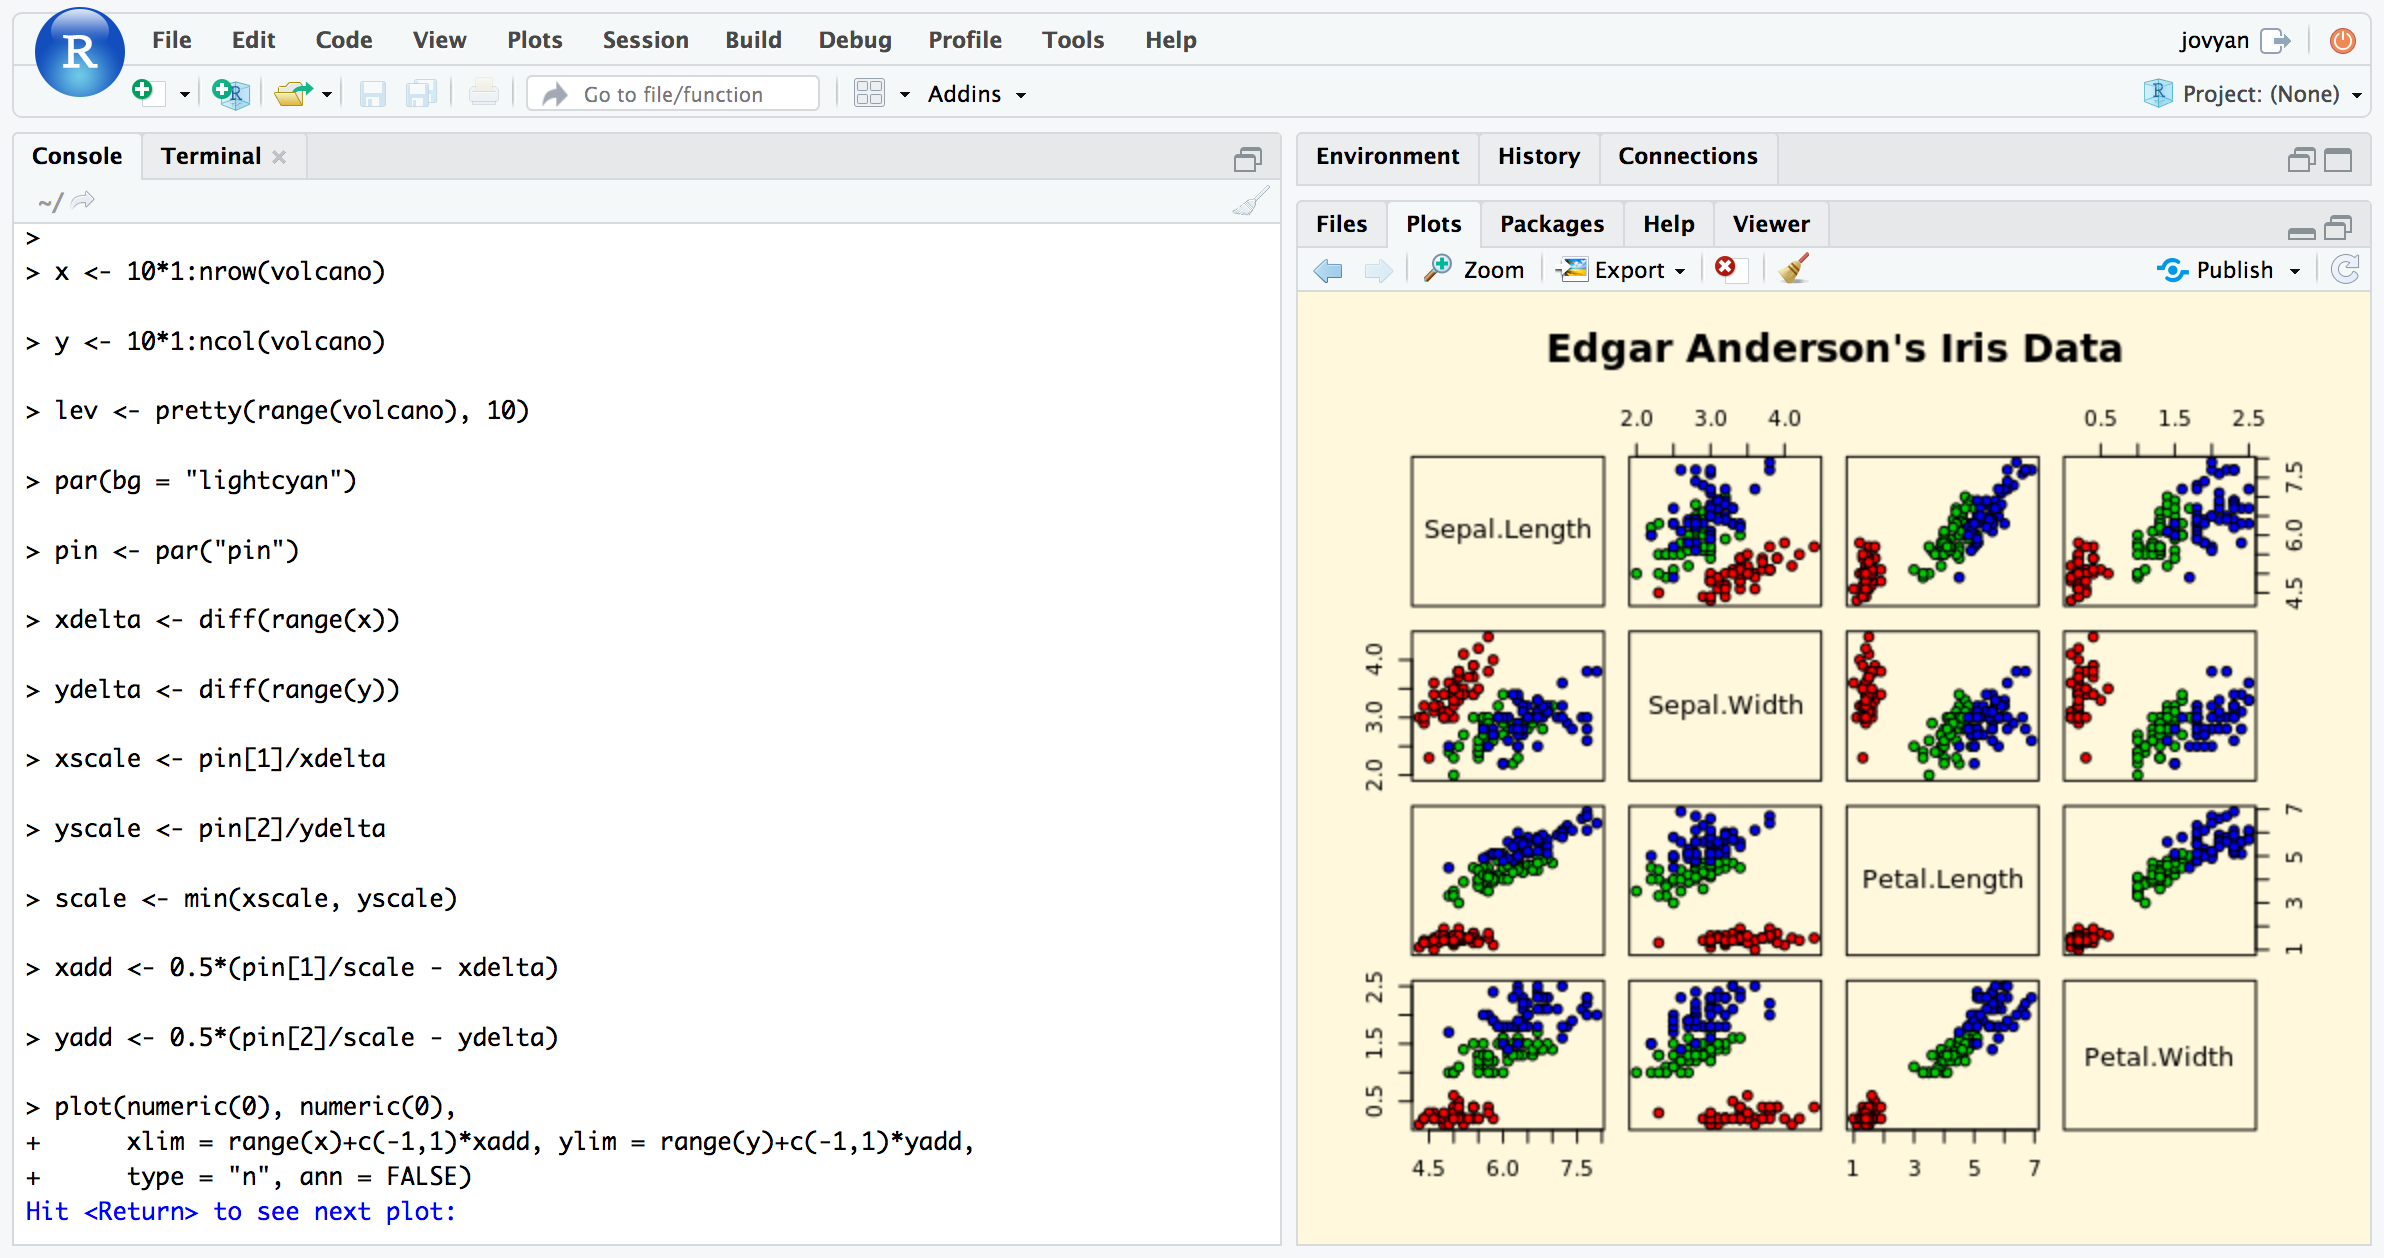 R
File Edit Code View Plots Session Build Debug Profile Tools Help
jovyan
Go to file/function
Addins
R Project: (None)
Console Terminal
~/
>
> x <- 10*1:nrow(volcano)
> y <- 10*1:ncol(volcano)
> lev <- pretty(range(volcano), 10)
> par(bg = "lightcyan")
> pin <- par("pin")
> xdelta <- diff(range(x))
> ydelta <- diff(range(y))
> xscale <- pin[1]/xdelta
> yscale <- pin[2]/ydelta
> scale <- min(xscale, yscale)
> xadd <- 0.5*(pin[1]/scale - xdelta)
> yadd <- 0.5*(pin[2]/scale - ydelta)
> plot(numeric(0), numeric(0),
+      xlim = range(x)+c(-1,1)*xadd, ylim = range(y)+c(-1,1)*yadd,
+      type = "n", ann = FALSE)
Hit <Return> to see next plot:
Environment History Connections
Files Plots Packages Help Viewer
Zoom Export Publish
Edgar Anderson's Iris Data
2.0 3.0 4.0 0.5 1.5 2.5
Sepal.Length
4.5 6.0 7.5
2.0 3.0 4.0
Sepal.Width
Petal.Length
1 3 5 7
0.5 1.5 2.5
Petal.Width
4.5 6.0 7.5 1 3 5 7